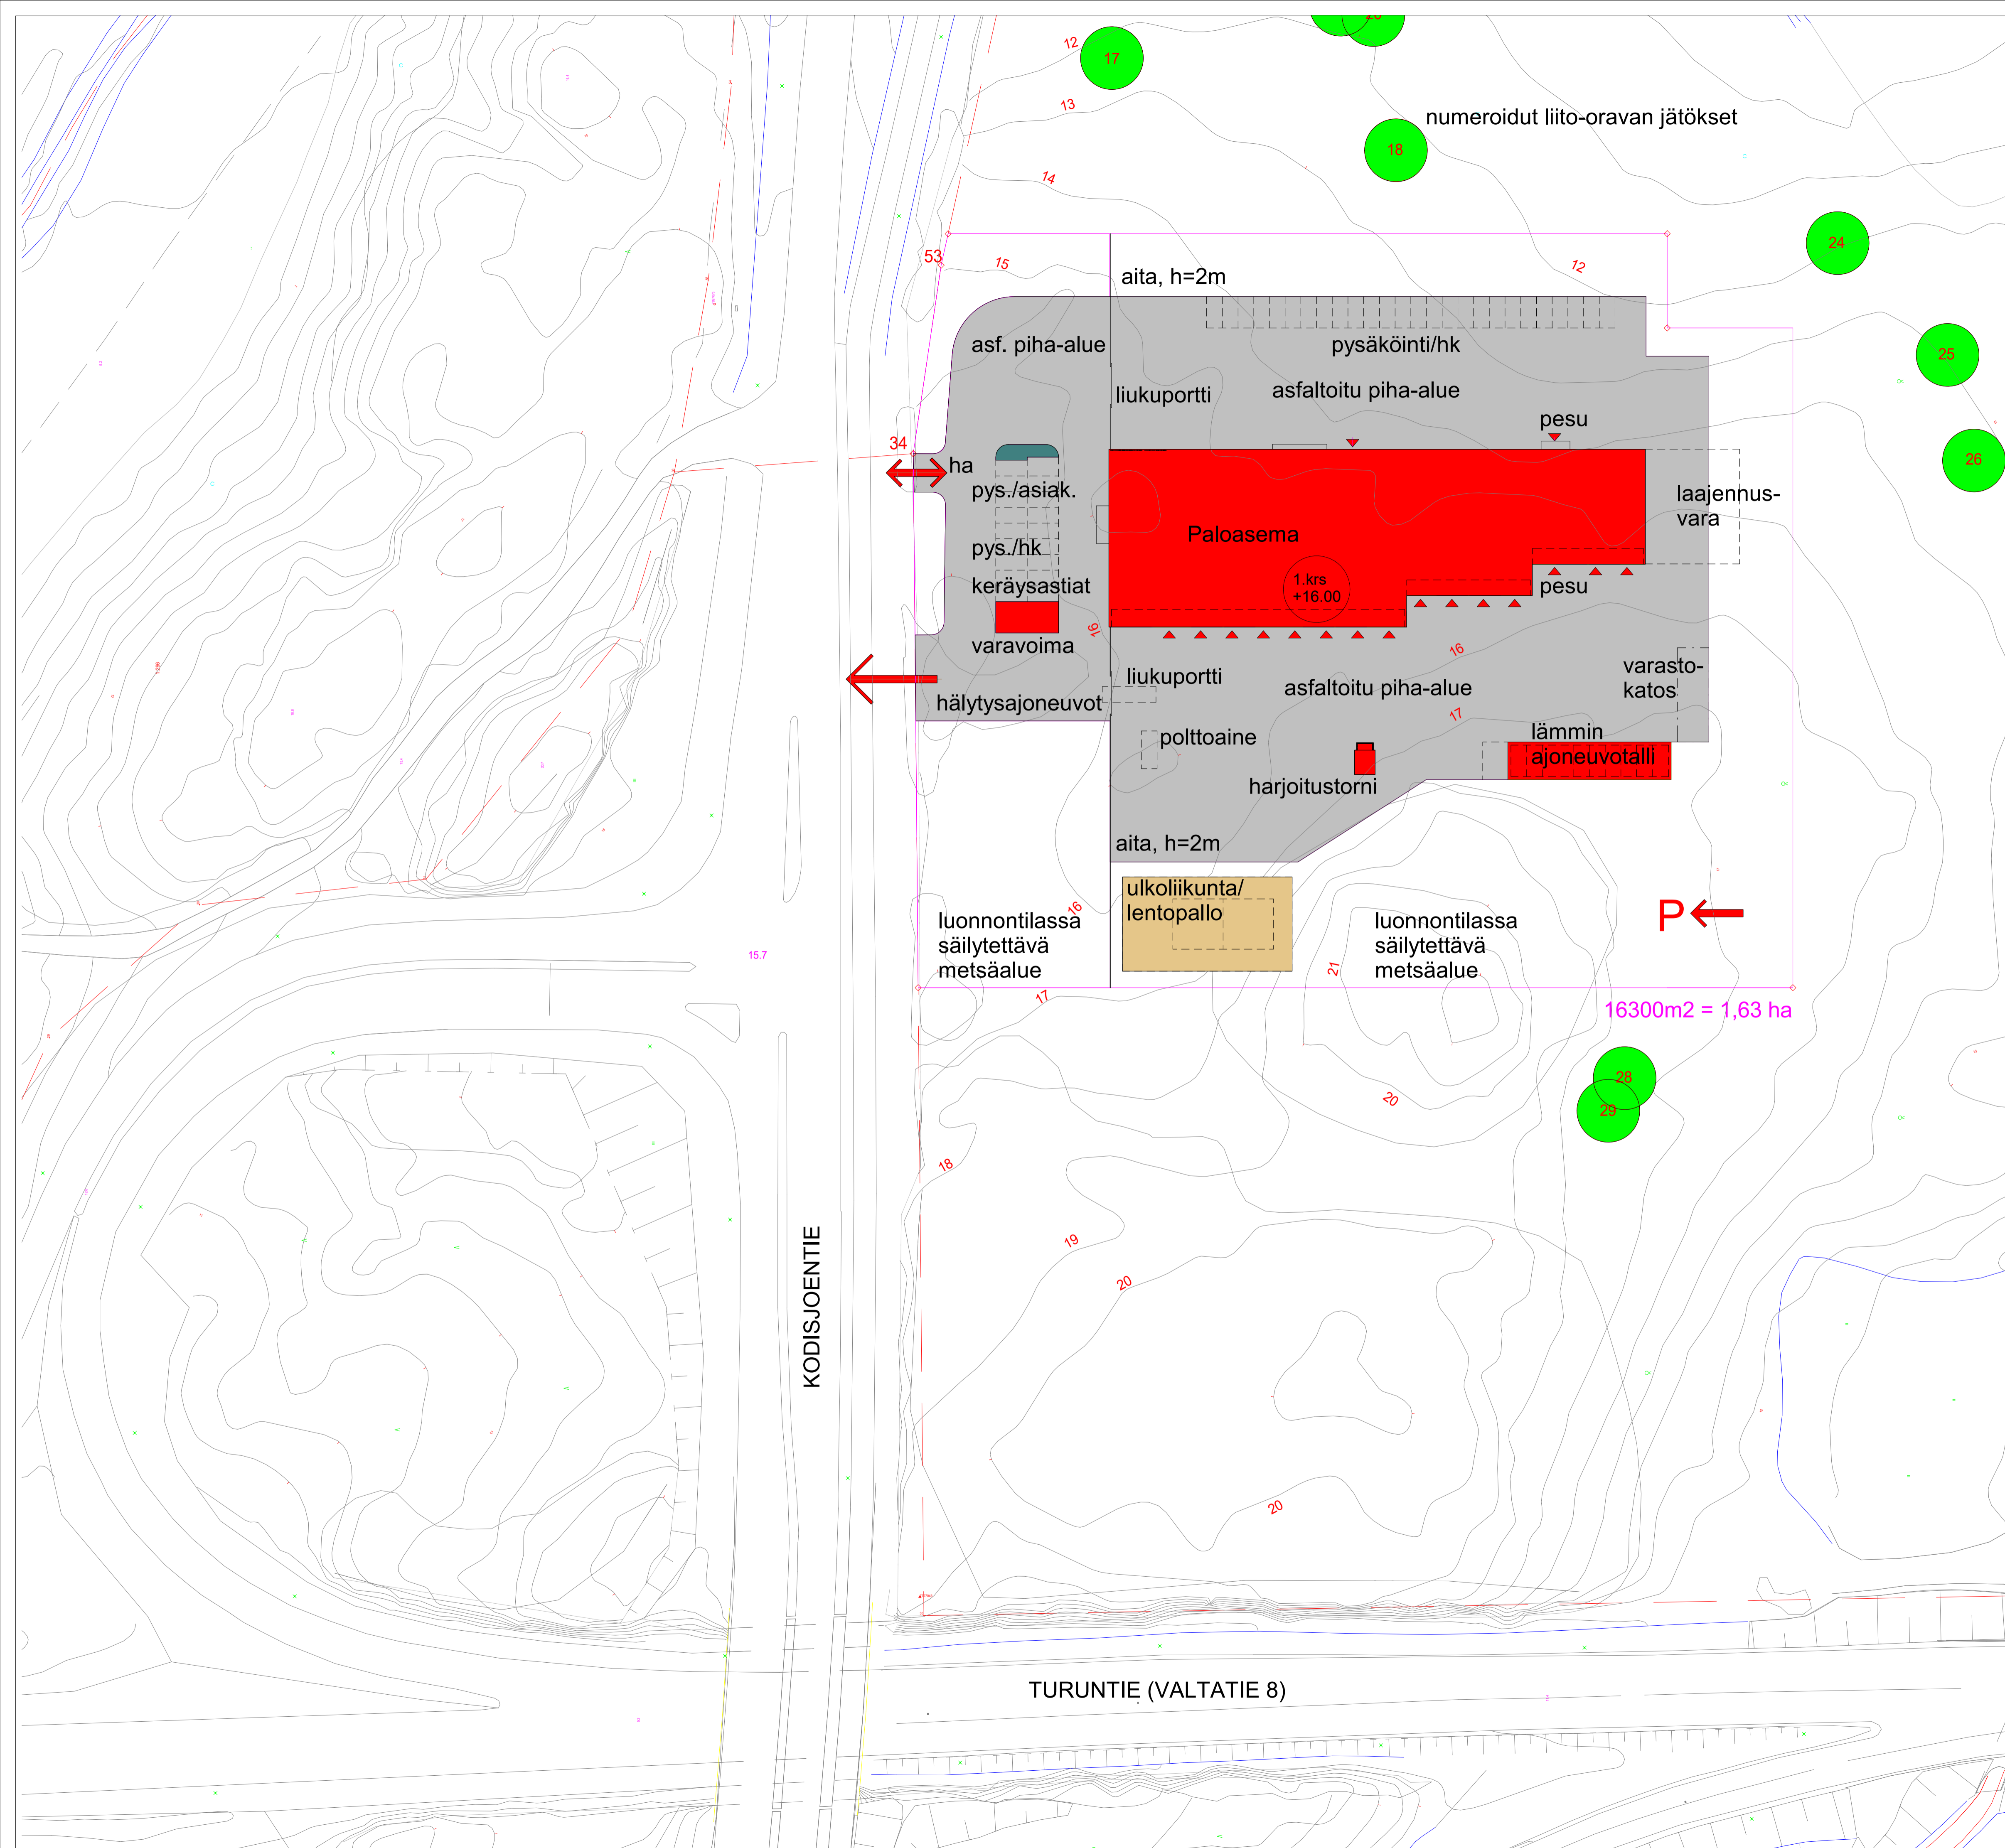 17
12
13
numeroidut liito-oravan jätökset
18
14
24
53
15
aita, h=2m
12
asf. piha-alue
pysäköinti/hk
25
liukuportti
asfaltoitu piha-alue
pesu
34
ha
26
pys./asiak.
laajennus-
vara
Paloasema
pys./hk
1.krs
+16.00
keräysastiat
pesu
16
varavoima
16
liukuportti
asfaltoitu piha-alue
varasto-
katos
hälytysajoneuvot
17
polttoaine
lämmin
ajoneuvotalli
harjoitustorni
aita, h=2m
ulkoliikunta/
lentopallo
16
P
luonnontilassa
säilytettävä
metsäalue
luonnontilassa
säilytettävä
metsäalue
15.7
21
17
16300m2 = 1,63 ha
28
20
29
18
19
20
KODISJOENTIE
20
TURUNTIE (VALTATIE 8)